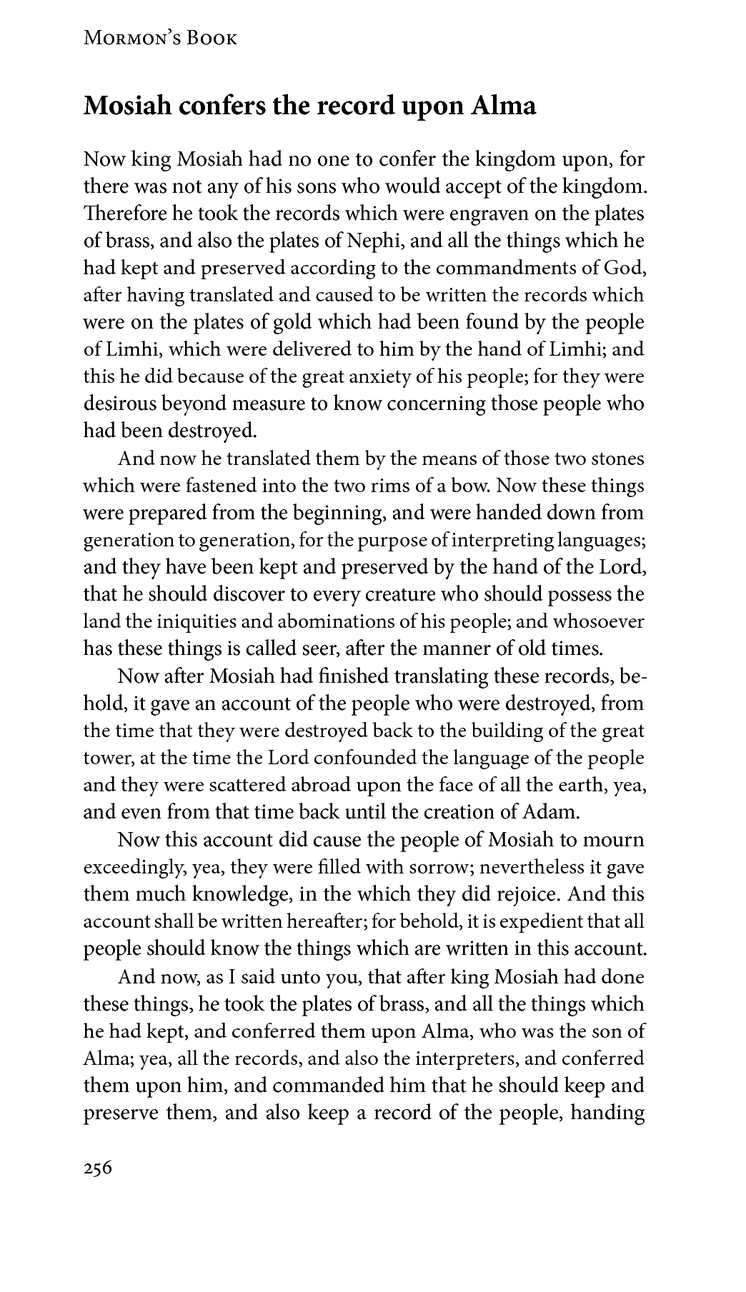 Mormon’s Book
Mosiah confers the record upon Alma
Now king Mosiah had no one to confer the kingdom upon, for
there was not any of his sons who would accept of the kingdom.
Therefore he took the records which were engraven on the plates
of brass, and also the plates of Nephi, and all the things which he
had kept and preserved according to the commandments of God,
after having translated and caused to be written the records which
were on the plates of gold which had been found by the people
of Limhi, which were delivered to him by the hand of Limhi; and
this he did because of the great anxiety of his people; for they were
desirous beyond measure to know concerning those people who
had been destroyed.
And now he translated them by the means of those two stones
which were fastened into the two rims of a bow. Now these things
were prepared from the beginning, and were handed down from
generation to generation, for the purpose of interpreting languages;
and they have been kept and preserved by the hand of the Lord,
that he should discover to every creature who should possess the
land the iniquities and abominations of his people; and whosoever
has these things is called seer, after the manner of old times.
Now after Mosiah had finished translating these records, be-
hold, it gave an account of the people who were destroyed, from
the time that they were destroyed back to the building of the great
tower, at the time the Lord confounded the language of the people
and they were scattered abroad upon the face of all the earth, yea,
and even from that time back until the creation of Adam.
Now this account did cause the people of Mosiah to mourn
exceedingly, yea, they were filled with sorrow; nevertheless it gave
them much knowledge, in the which they did rejoice. And this
account shall be written hereafter; for behold, it is expedient that all
people should know the things which are written in this account.
And now, as I said unto you, that after king Mosiah had done
these things, he took the plates of brass, and all the things which
he had kept, and conferred them upon Alma, who was the son of
Alma; yea, all the records, and also the interpreters, and conferred
them upon him, and commanded him that he should keep and
preserve them, and also keep a record of the people, handing
256